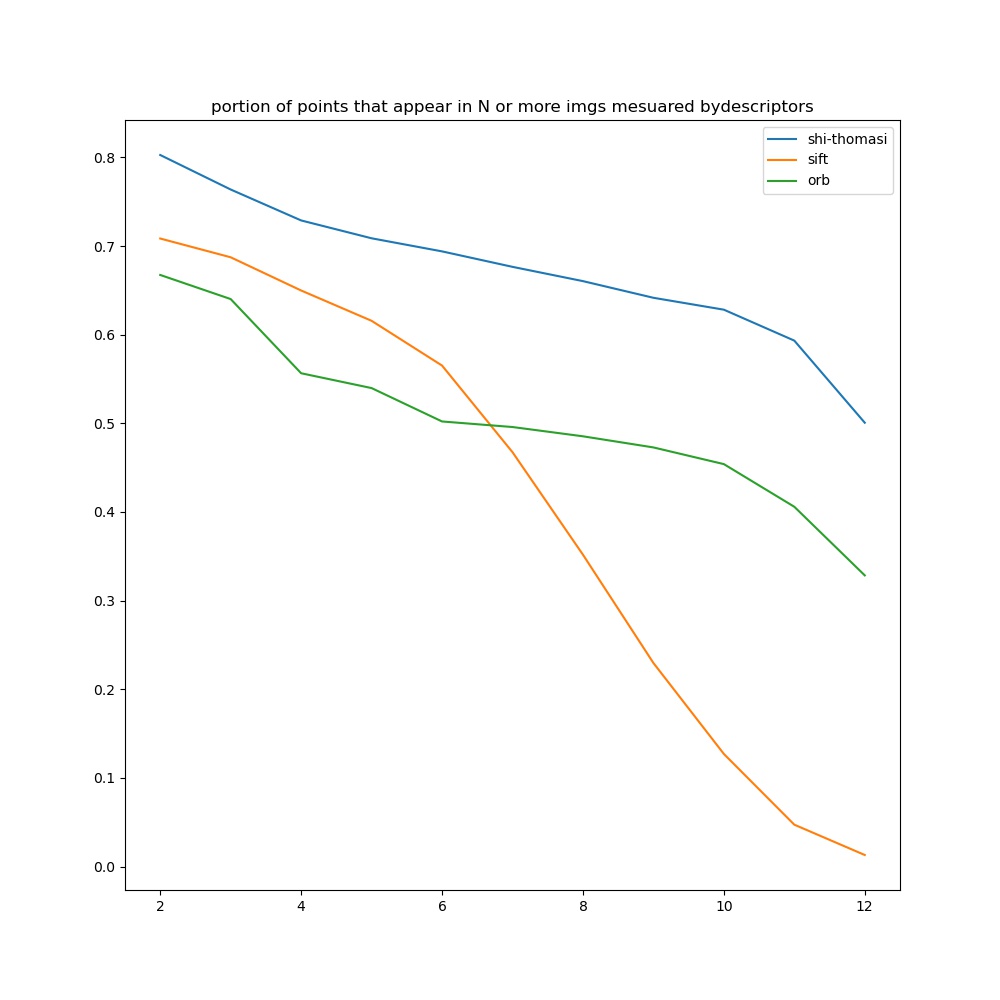 portion of points that appear in N or more imgs mesuared bydescriptors
shi-thomasi
sift
orb
0.8
0.7
0.6
0.5
0.4
0.3
0.2
0.1
0.0
2 4 6 8 10 12